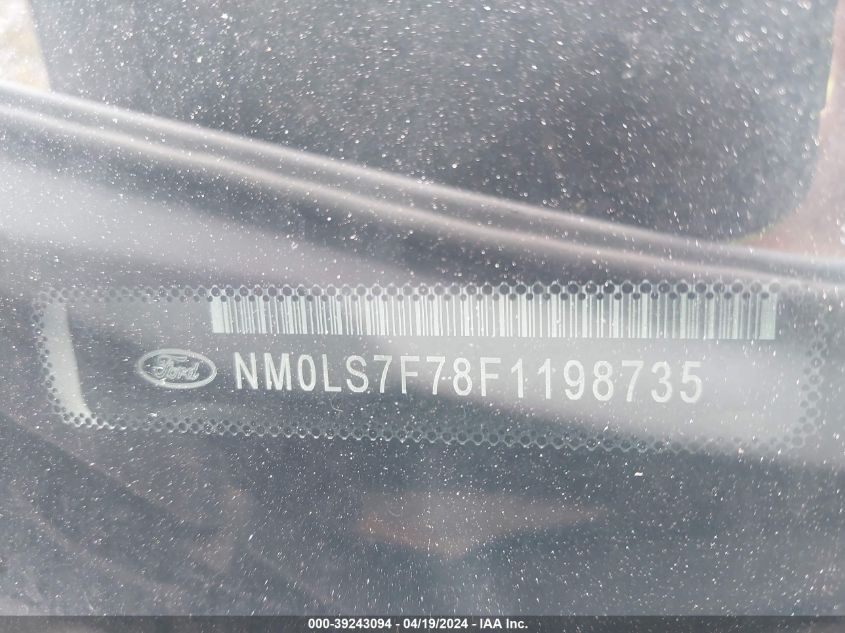 Ford NM0LS7F78F1198735
000-39243094 - 04/19/2024 - IAA Inc.